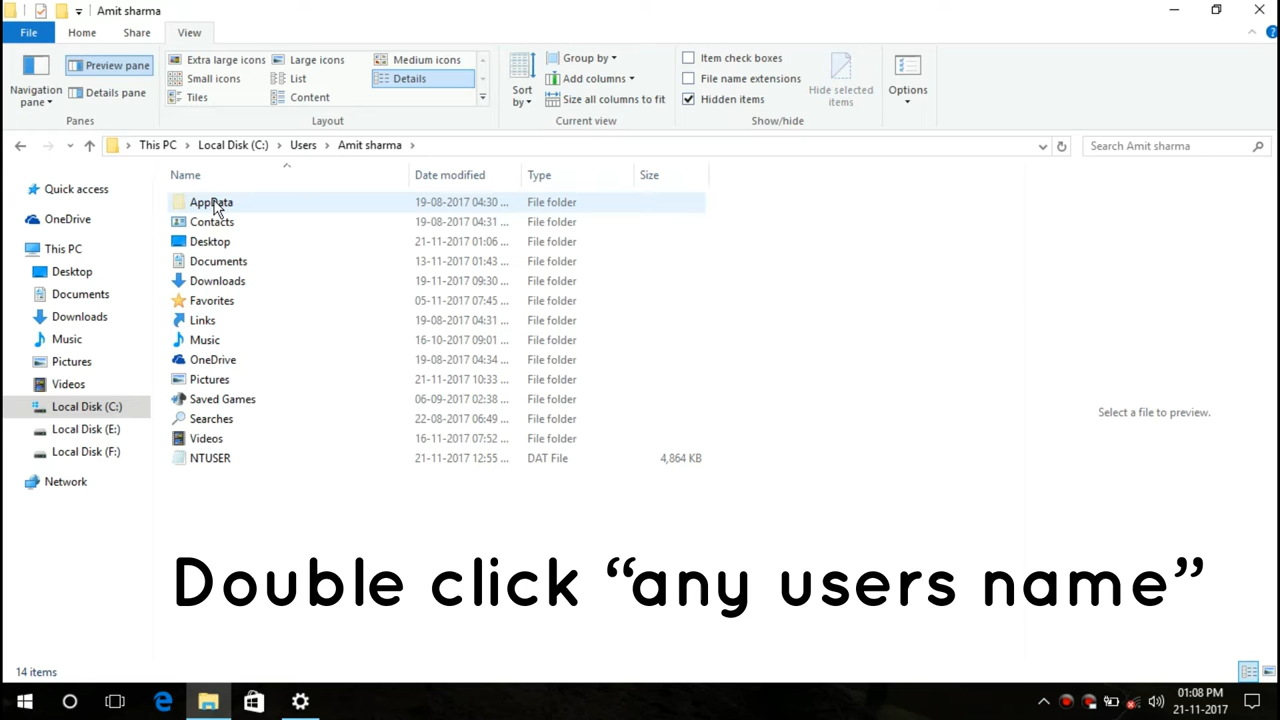 Amit sharma
File Home Share View
Navigation pane
Preview pane
Details pane
Panes
Extra large icons Large icons Medium icons
Small icons List Details
Tiles Content
Layout
Sort by
Group by
Add columns
Size all columns to fit
Current view
Item check boxes
File name extensions
Hidden items
Hide selected items
Show/hide
Options
This PC Local Disk (C:) Users Amit sharma
Search Amit sharma
Quick access
OneDrive
This PC
Desktop
Documents
Downloads
Music
Pictures
Videos
Local Disk (C:)
Local Disk (E:)
Local Disk (F:)
Network
Name Date modified Type Size
AppData 19-08-2017 04:30 ... File folder
Contacts 19-08-2017 04:31 ... File folder
Desktop 21-11-2017 01:06 ... File folder
Documents 13-11-2017 01:43 ... File folder
Downloads 19-11-2017 09:30 ... File folder
Favorites 05-11-2017 07:45 ... File folder
Links 19-08-2017 04:31 ... File folder
Music 16-10-2017 09:01 ... File folder
OneDrive 19-08-2017 04:34 ... File folder
Pictures 21-11-2017 10:33 ... File folder
Saved Games 06-09-2017 02:38 ... File folder
Searches 22-08-2017 06:49 ... File folder
Videos 16-11-2017 07:52 ... File folder
NTUSER 21-11-2017 12:55 ... DAT File 4,864 KB
Select a file to preview.
Double click “any users name”
14 items
01:08 PM
21-11-2017